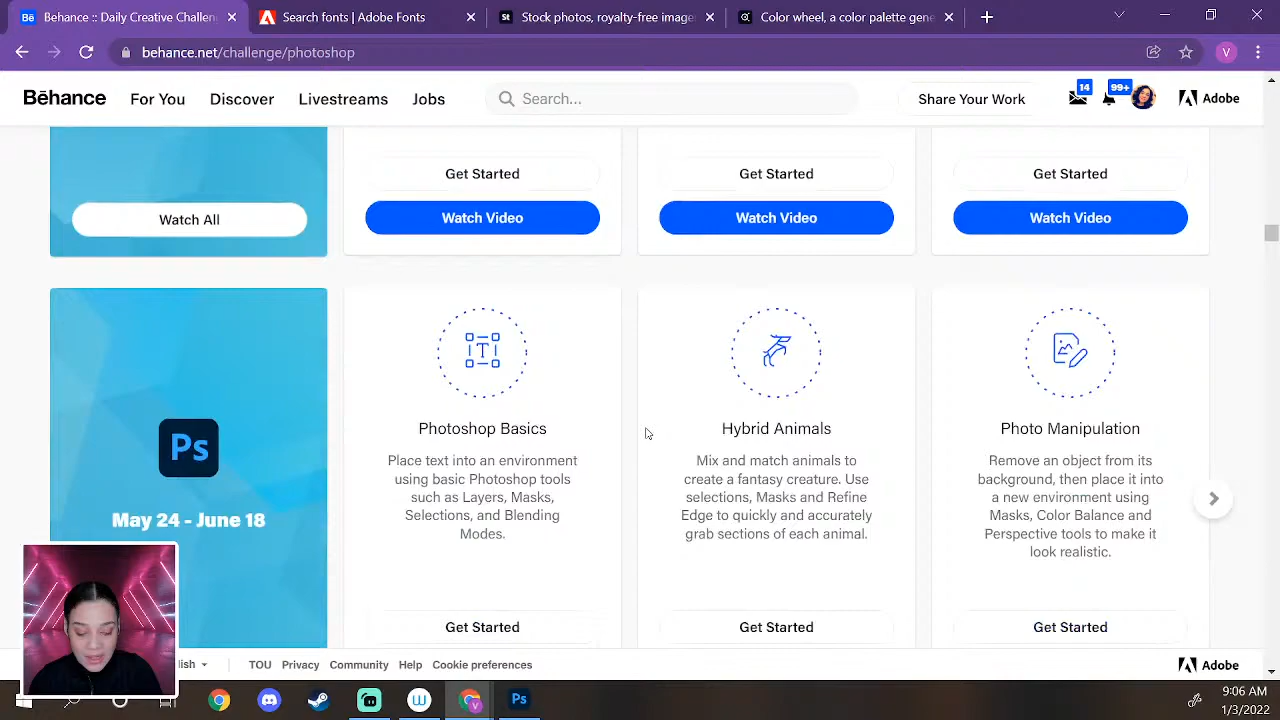 Bē Behance :: Daily Creative Challen
Search fonts | Adobe Fonts
St Stock photos, royalty-free image
Color wheel, a color palette gene
behance.net/challenge/photoshop
V
Bēhance
For You
Discover
Livestreams
Jobs
Search...
Share Your Work
14
99+
Adobe
Watch All
Get Started
Watch Video
Get Started
Watch Video
Get Started
Watch Video
Ps
May 24 - June 18
T
Photoshop Basics
Place text into an environment
using basic Photoshop tools
such as Layers, Masks,
Selections, and Blending
Modes.
Get Started
Hybrid Animals
Mix and match animals to
create a fantasy creature. Use
selections, Masks and Refine
Edge to quickly and accurately
grab sections of each animal.
Get Started
Photo Manipulation
Remove an object from its
background, then place it into
a new environment using
Masks, Color Balance and
Perspective tools to make it
look realistic.
Get Started
lish
TOU
Privacy
Community
Help
Cookie preferences
Adobe
W
V
Ps
9:06 AM
1/3/2022